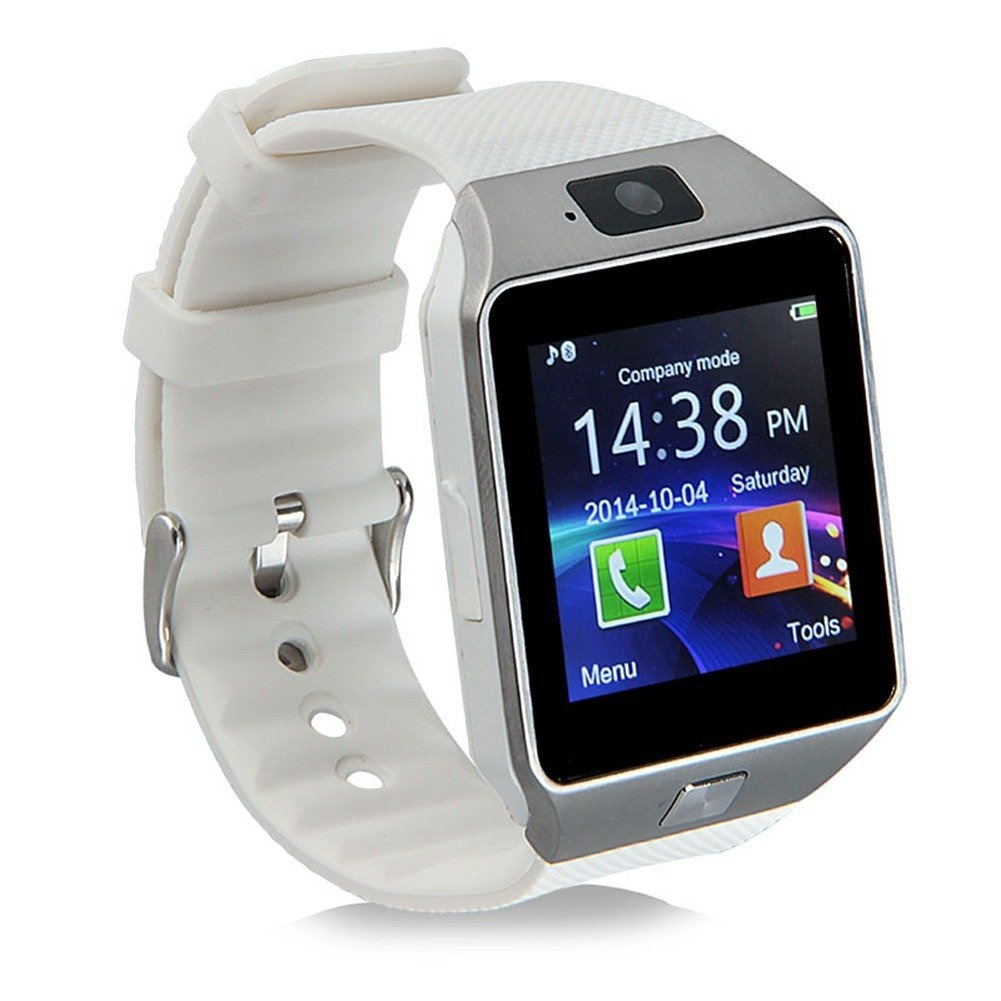 Company mode
14:38 PM
2014-10-04 Saturday
Menu Tools